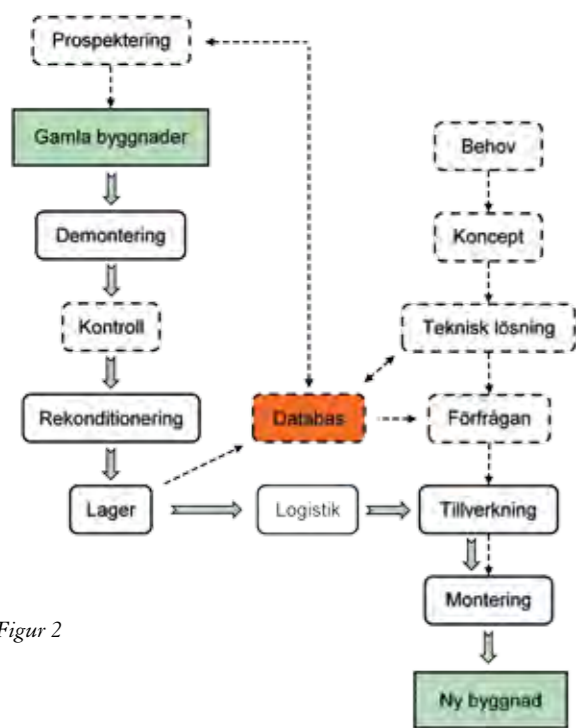 Prospektering
Gamla byggnader
Demontering
Kontroll
Rekonditionering
Lager
Databas
Logistik
Behov
Koncept
Teknisk lösning
Förfrågan
Tillverkning
Montering
Ny byggnad
Figur 2